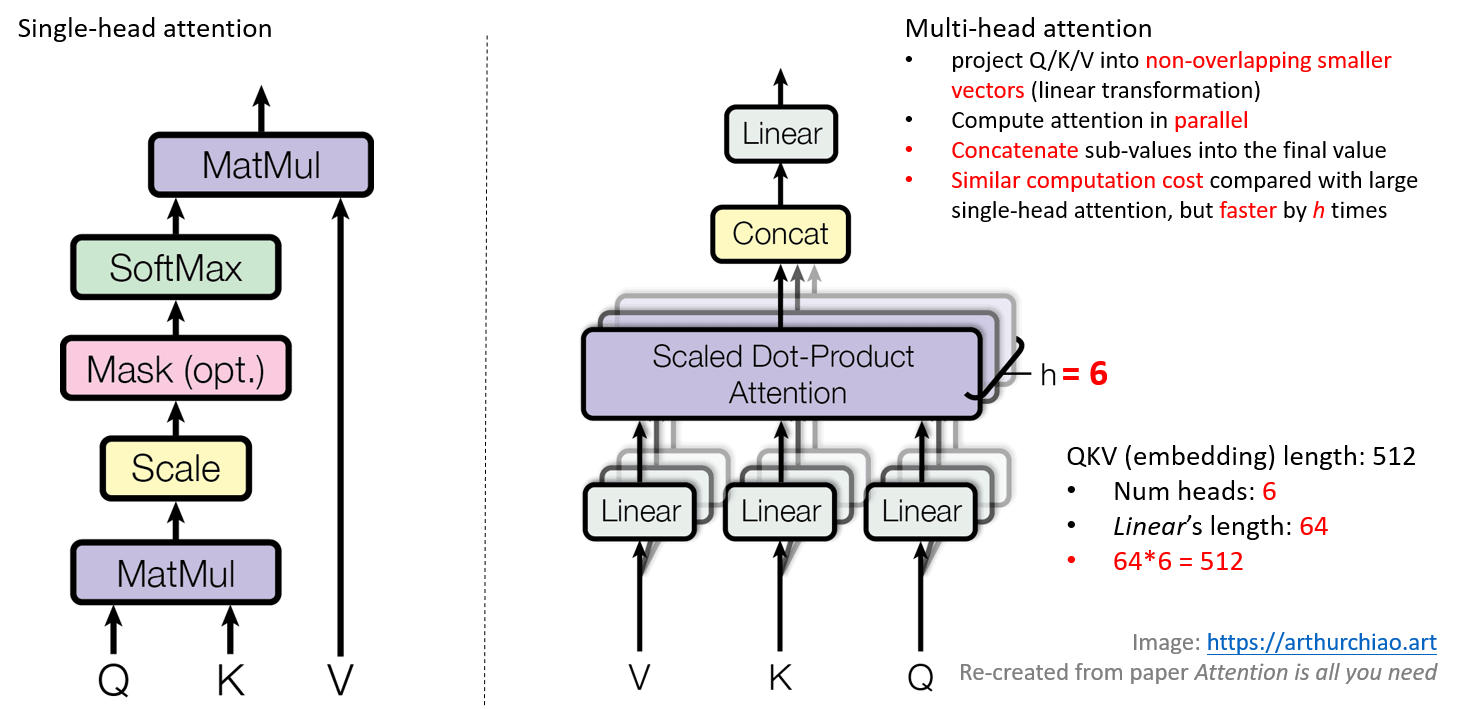 Single-head attention
MatMul
SoftMax
Mask (opt.)
Scale
MatMul
Q
K
V
Multi-head attention
• project Q/K/V into non-overlapping smaller
vectors (linear transformation)
• Compute attention in parallel
• Concatenate sub-values into the final value
• Similar computation cost compared with large
single-head attention, but faster by h times
Linear
Concat
Scaled Dot-Product
Attention
h = 6
Linear
Linear
Linear
V
K
Q
QKV (embedding) length: 512
• Num heads: 6
• Linear’s length: 64
• 64*6 = 512
Image: https://arthurchiao.art
Re-created from paper Attention is all you need